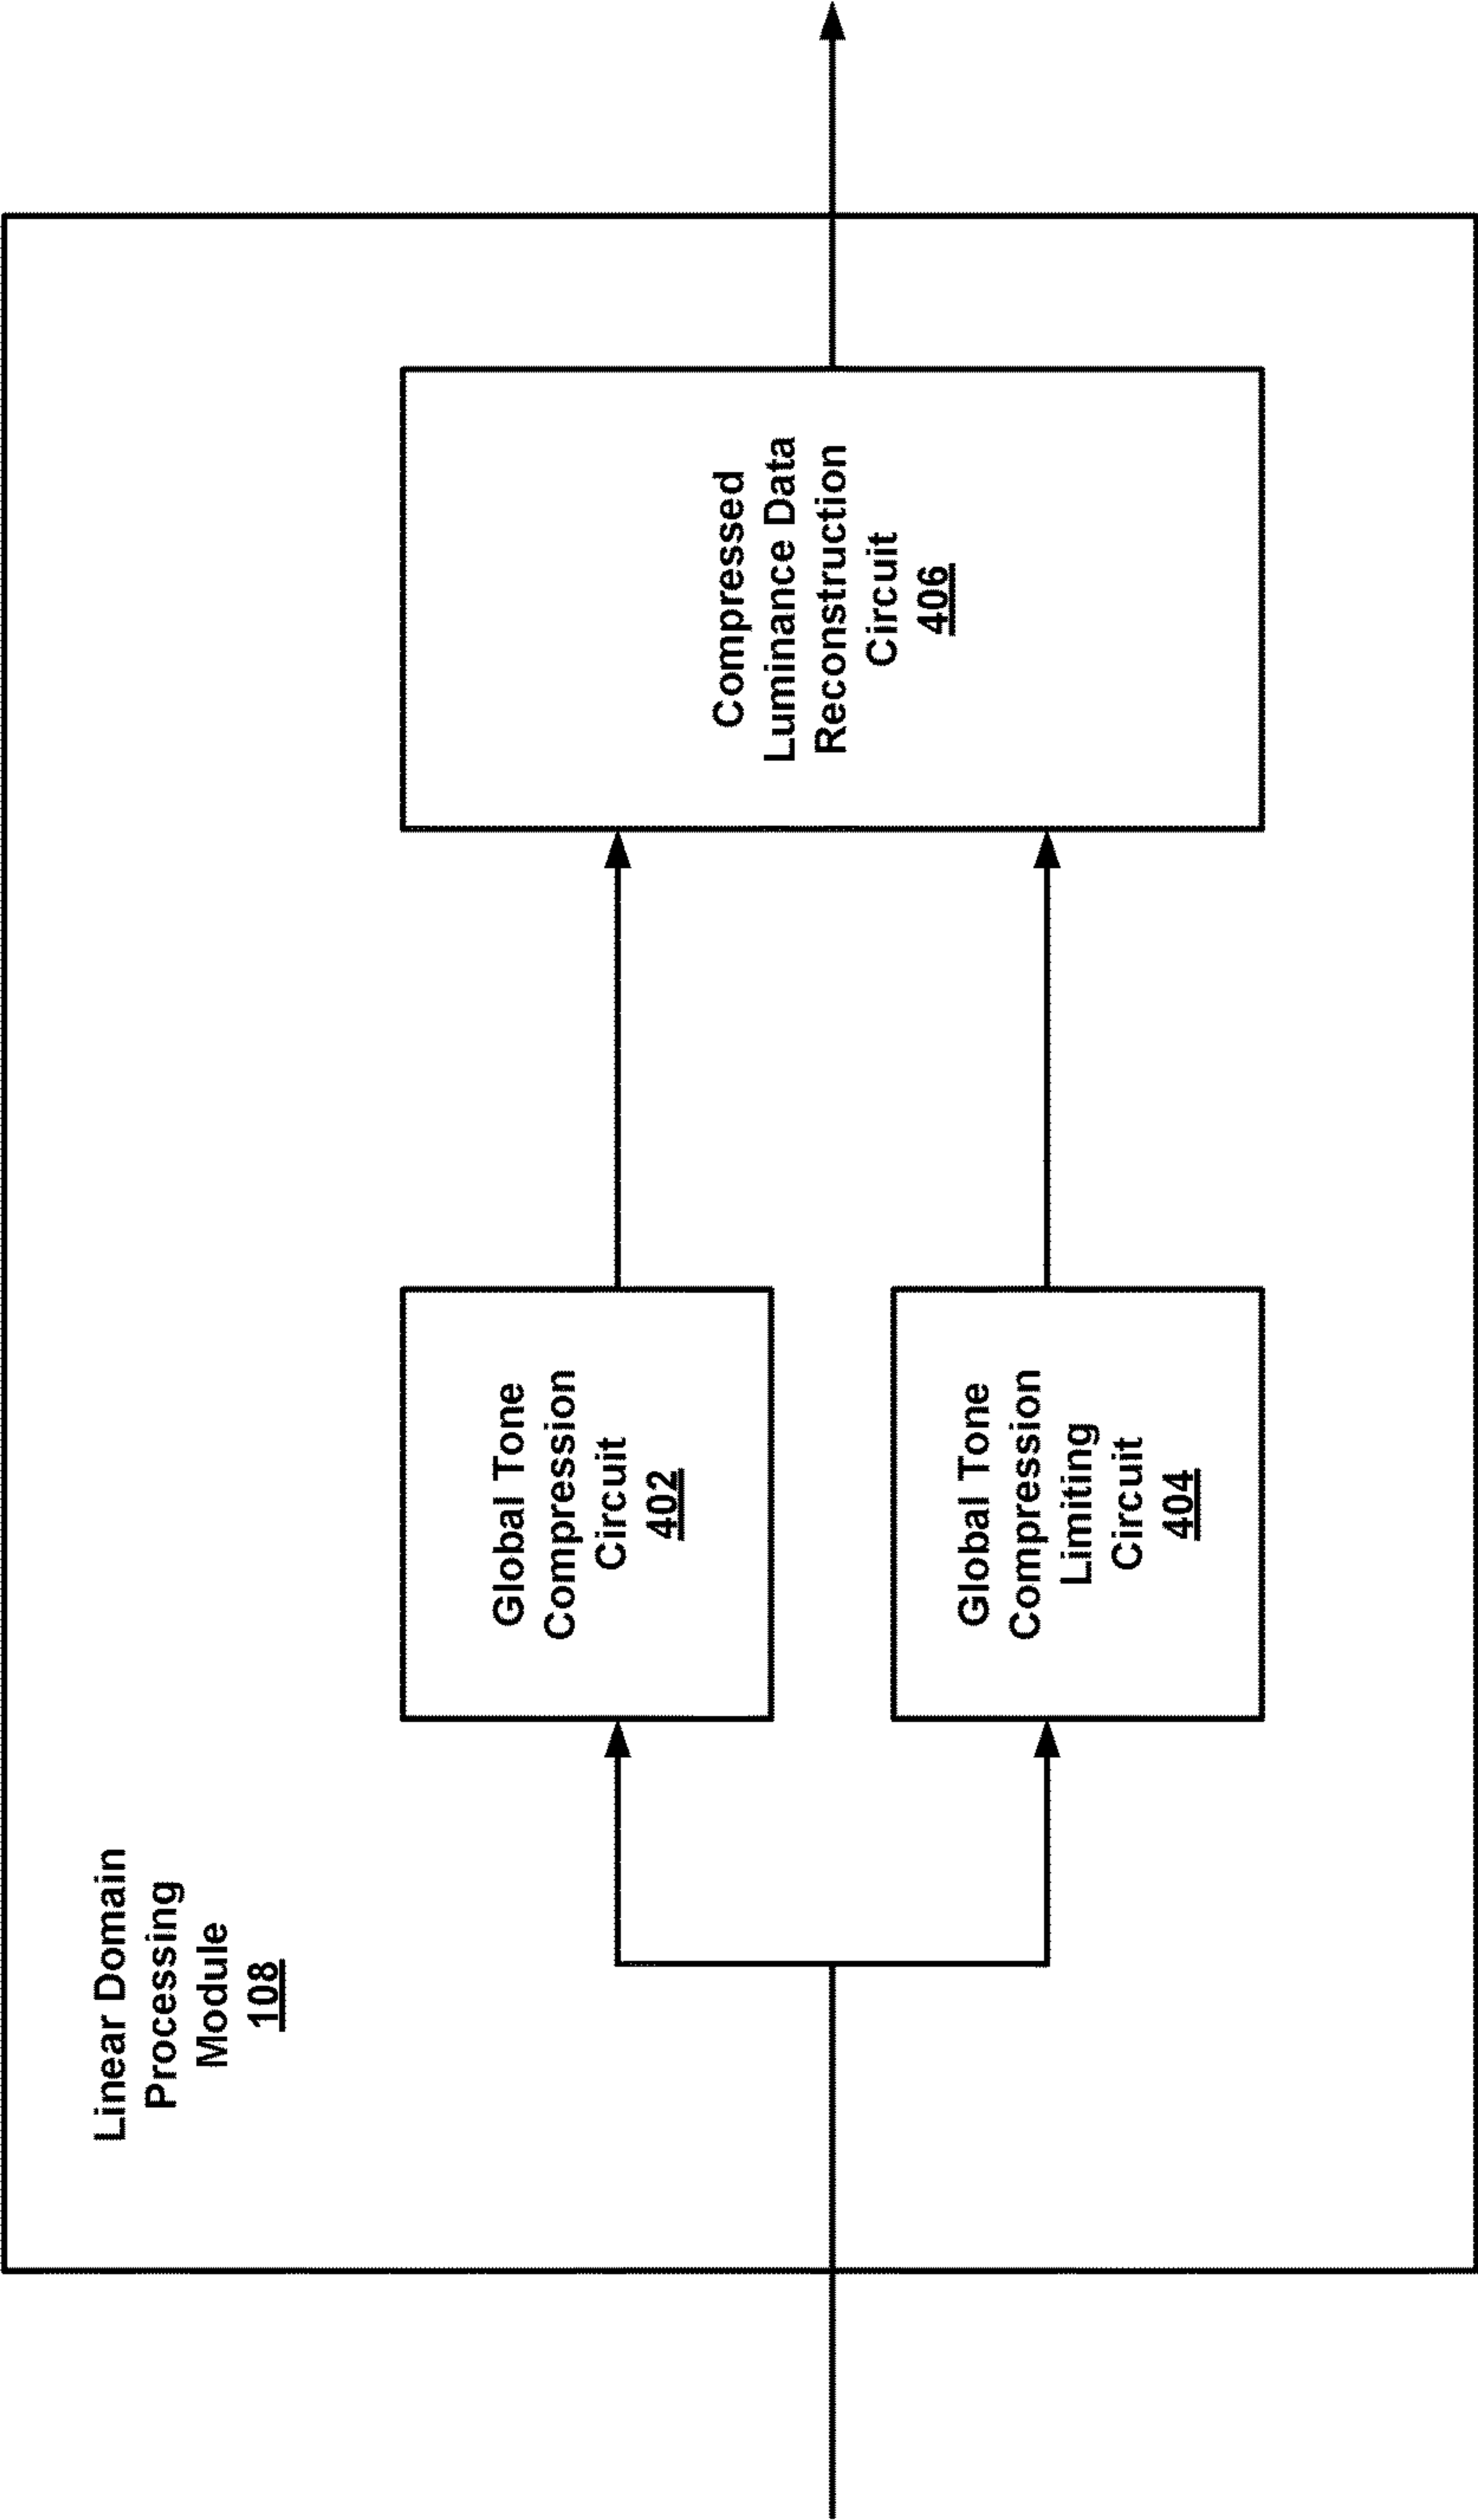 Linear Domain
Processing
Module
108
Global Tone
Compression
Circuit
402
Global Tone
Compression
Limiting
Circuit
404
Compressed
Luminance Data
Reconstruction
Circuit
406